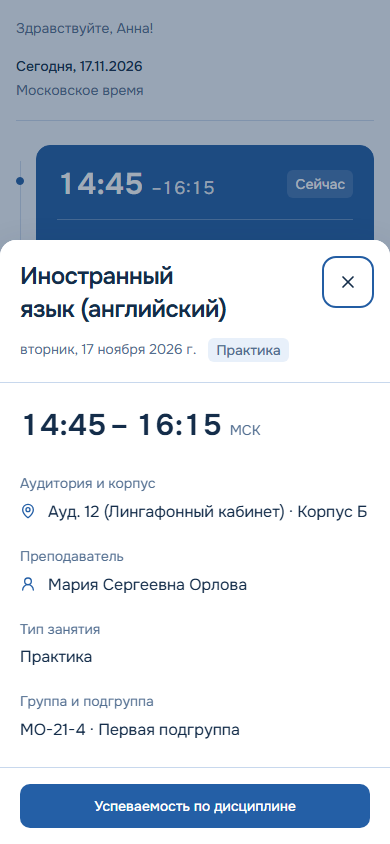 Здравствуйте, Анна!
Сегодня, 17.11.2026
Московское время
14:45 –16:15 Сейчас
Иностранный
язык (английский)
вторник, 17 ноября 2026 г. Практика
14:45 – 16:15 МСК
Аудитория и корпус
Ауд. 12 (Лингафонный кабинет) · Корпус Б
Преподаватель
Мария Сергеевна Орлова
Тип занятия
Практика
Группа и подгруппа
МО-21-4 · Первая подгруппа
Успеваемость по дисциплине